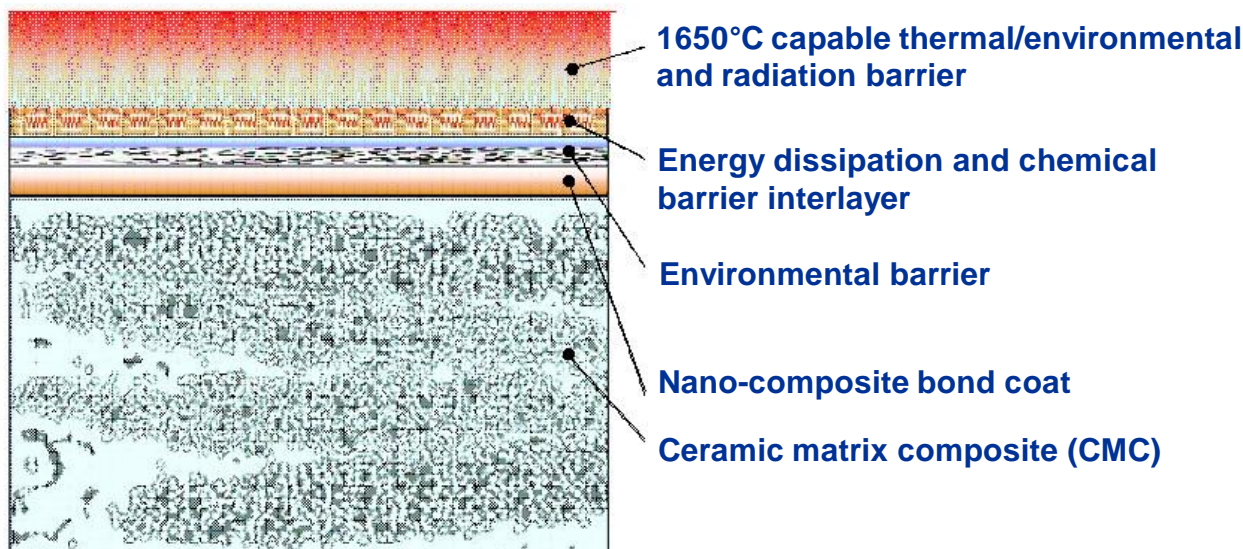 1650°C capable thermal/environmental
and radiation barrier
Energy dissipation and chemical
barrier interlayer
Environmental barrier
Nano-composite bond coat
Ceramic matrix composite (CMC)